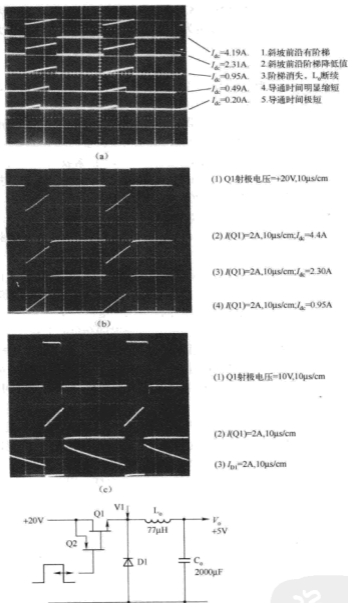 I_dc=4.19A. 1.斜坡前沿有阶梯
I_dc=2.31A. 2.斜坡前沿阶梯降低值
I_dc=0.95A. 3.阶梯消失,L_o断续
I_dc=0.49A. 4.导通时间明显缩短
I_dc=0.20A. 5.导通时间极短
(a)
(1) Q1射极电压=+20V,10μs/cm
(2) I(Q1)=2A,10μs/cm;I_dc=4.4A
(3) I(Q1)=2A,10μs/cm;I_dc=2.30A
(4) I(Q1)=2A,10μs/cm;I_dc=0.95A
(b)
(1) Q1射极电压=10V,10μs/cm
(2) I(Q1)=2A,10μs/cm
(3) I_D1=2A,10μs/cm
(c)
Q1 V1 L_o V_o
+20V 77μH +5V
Q2
D1 C_o
2000μF